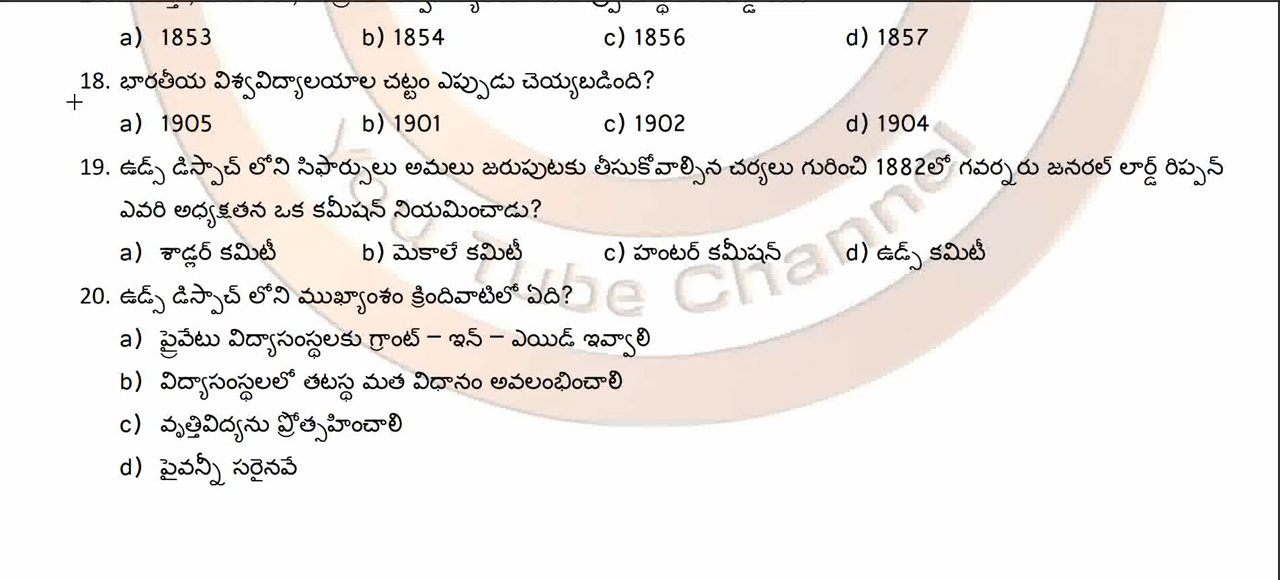 a) 1853 b) 1854 c) 1856 d) 1857
18. భారతీయ విశ్వవిద్యాలయాల చట్టం ఎప్పుడు చెయ్యబడింది?
a) 1905 b) 1901 c) 1902 d) 1904
19. ఉడ్స్ డిస్పాచ్ లోని సిఫార్సులు అమలు జరుపుటకు తీసుకోవాల్సిన చర్యలు గురించి 1882లో గవర్నరు జనరల్ లార్డ్ రిప్పన్
ఎవరి అధ్యక్షతన ఒక కమీషన్ నియమించాడు?
a) శాడ్లర్ కమిటీ b) మెకాలే కమిటీ c) హంటర్ కమీషన్ d) ఉడ్స్ కమిటీ
20. ఉడ్స్ డిస్పాచ్ లోని ముఖ్యాంశం క్రిందివాటిలో ఏది?
a) ప్రైవేటు విద్యాసంస్థలకు గ్రాంట్ – ఇన్ – ఎయిడ్ ఇవ్వాలి
b) విద్యాసంస్థలలో తటస్థ మత విధానం అవలంభించాలి
c) వృత్తివిద్యను ప్రోత్సహించాలి
d) పైవన్నీ సరైనవే
You Tube Channel